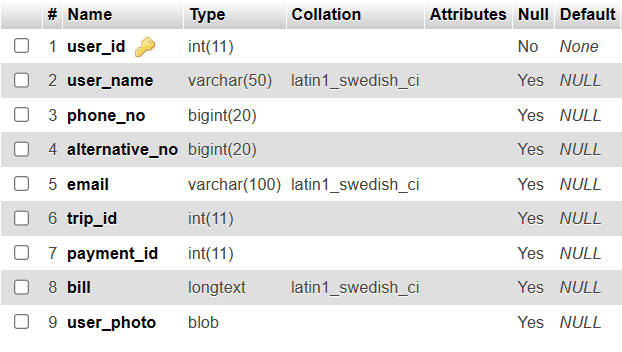 # Name Type Collation Attributes Null Default
1 user_id int(11) No None
2 user_name varchar(50) latin1_swedish_ci Yes NULL
3 phone_no bigint(20) Yes NULL
4 alternative_no bigint(20) Yes NULL
5 email varchar(100) latin1_swedish_ci Yes NULL
6 trip_id int(11) Yes NULL
7 payment_id int(11) Yes NULL
8 bill longtext latin1_swedish_ci Yes NULL
9 user_photo blob Yes NULL